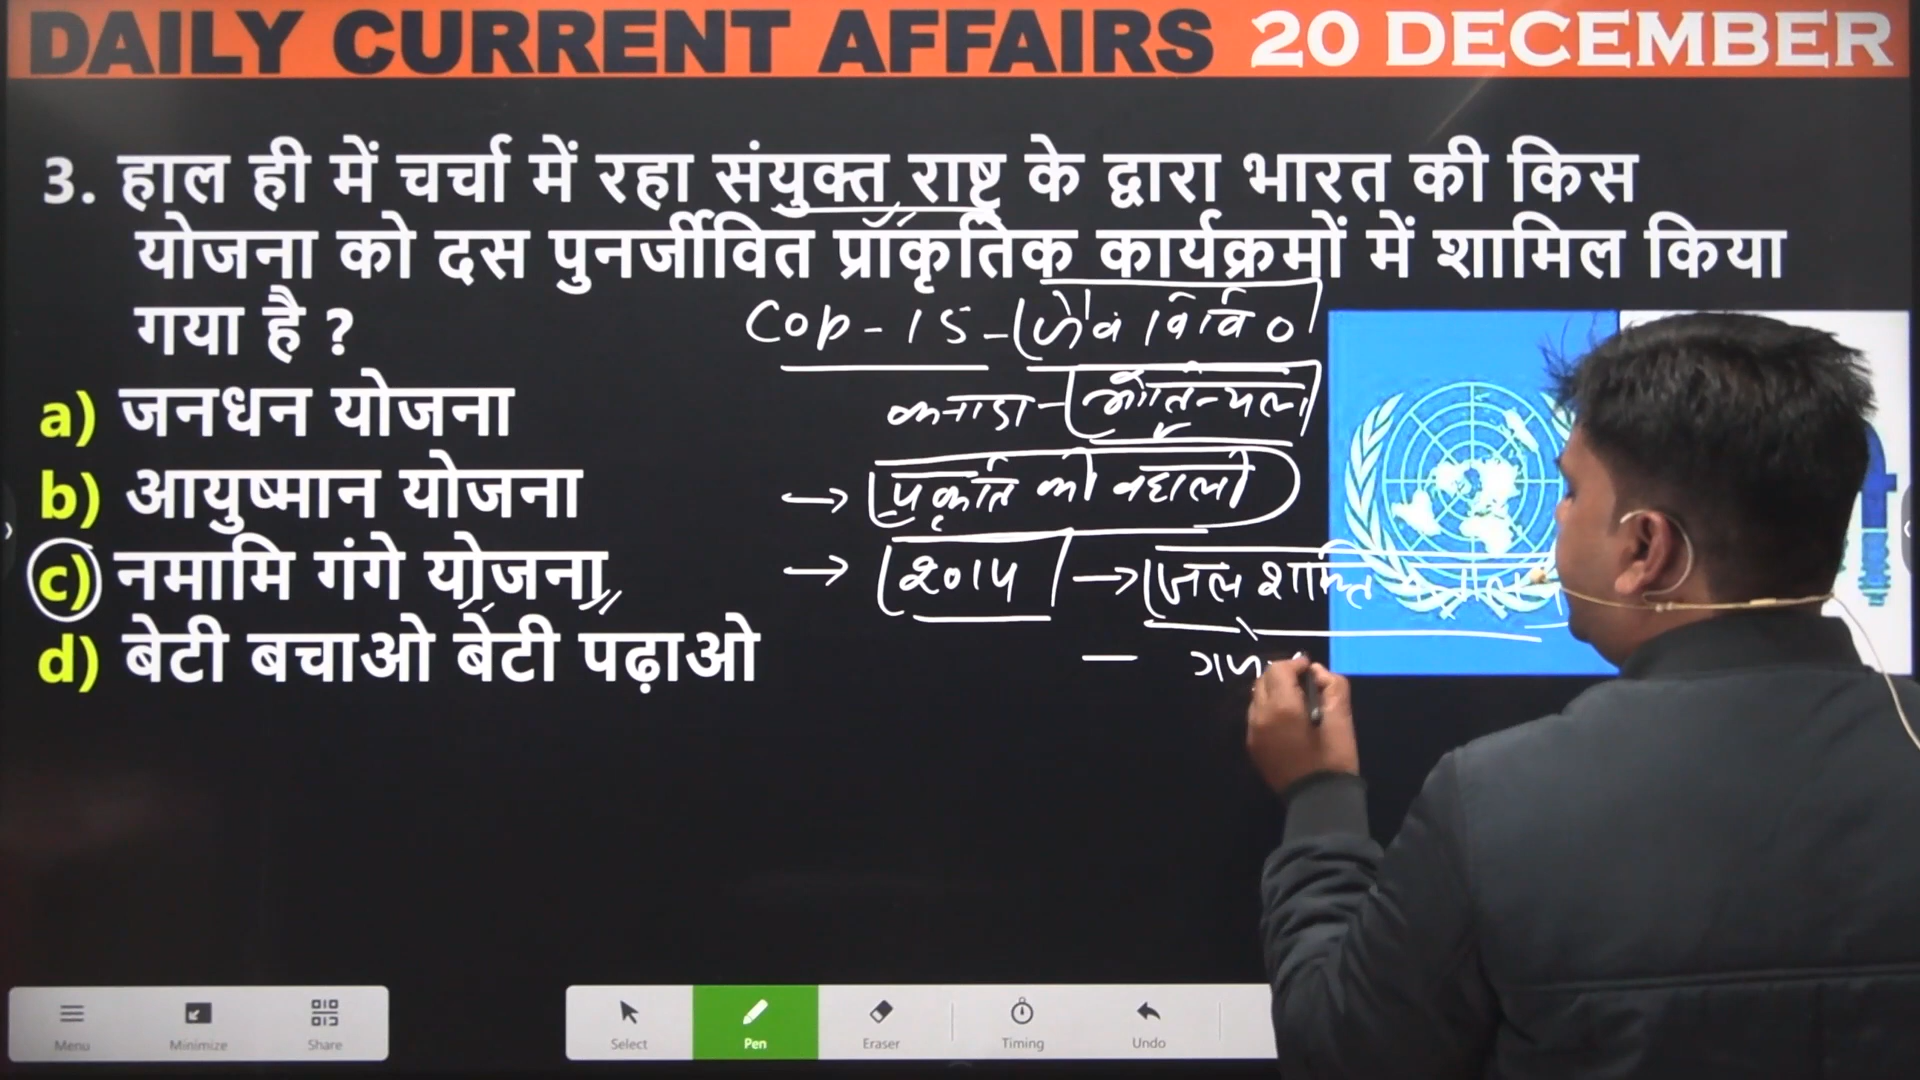 DAILY CURRENT AFFAIRS 20 DECEMBER
3. हाल ही में चर्चा में रहा संयुक्त राष्ट्र के द्वारा भारत की किस
योजना को दस पुनर्जीवित प्रॉकृतिक कार्यक्रमों में शामिल किया
गया है ?
a) जनधन योजना
b) आयुष्मान योजना
c) नमामि गंगे योजना
d) बेटी बचाओ बेटी पढ़ाओ
Cop-15-जैव विवि०
कनाडा-
→ प्रकृति की बहाली
→ 2014 → जल शक्ति
Menu Minimize Share Select Pen Eraser Timing Undo